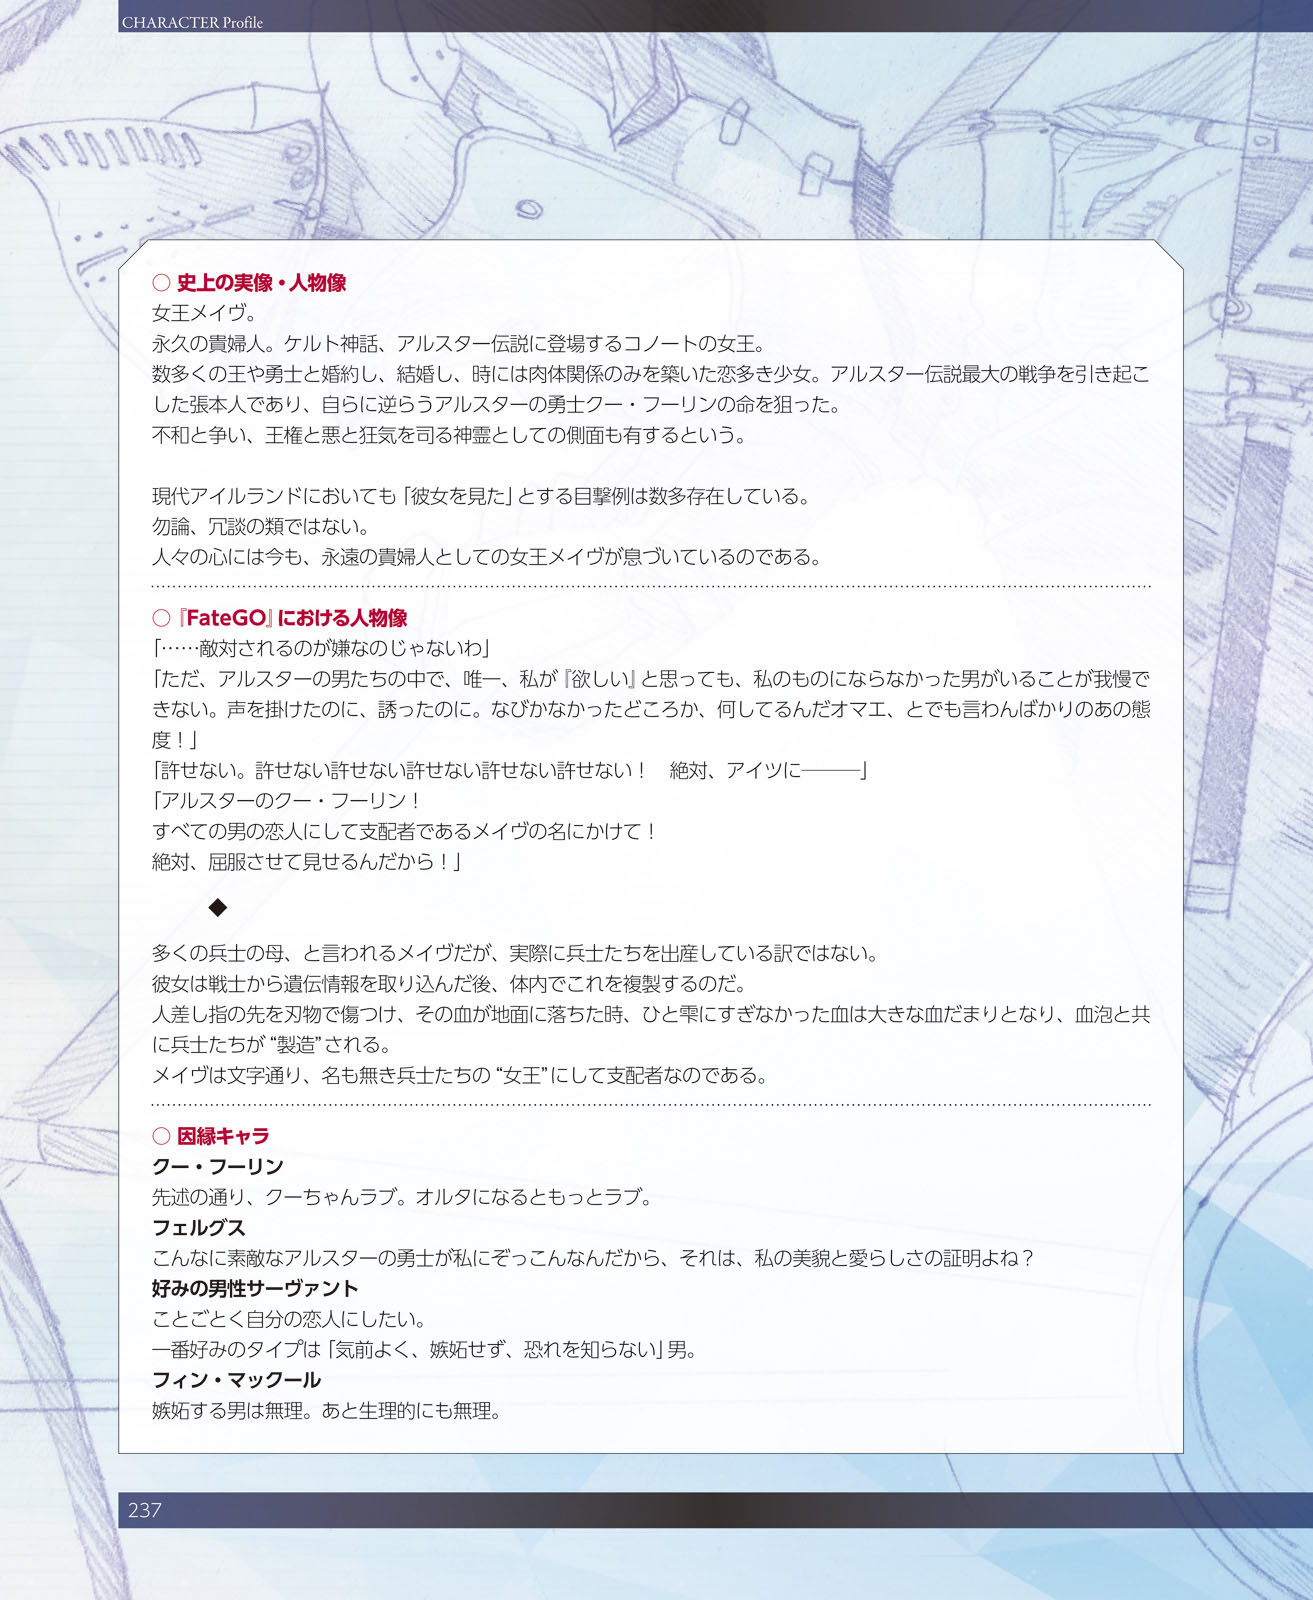 CHARACTER Profile
○ 史上の実像・人物像
女王メイヴ。
永久の貴婦人。ケルト神話、アルスター伝説に登場するコノートの女王。
数多くの王や勇士と婚約し、結婚し、時には肉体関係のみを築いた恋多き少女。アルスター伝説最大の戦争を引き起こ
した張本人であり、自らに逆らうアルスターの勇士クー・フーリンの命を狙った。
不和と争い、王権と悪と狂気を司る神霊としての側面も有するという。
現代アイルランドにおいても「彼女を見た」とする目撃例は数多存在している。
勿論、冗談の類ではない。
人々の心には今も、永遠の貴婦人としての女王メイヴが息づいているのである。
○『FateGO』における人物像
「……敵対されるのが嫌なのじゃないわ」
「ただ、アルスターの男たちの中で、唯一、私が『欲しい』と思っても、私のものにならなかった男がいることが我慢で
きない。声を掛けたのに、誘ったのに。なびかなかったどころか、何してるんだオマエ、とでも言わんばかりのあの態
度！」
「許せない。許せない許せない許せない許せない許せない！　絶対、アイツに―――」
「アルスターのクー・フーリン！
すべての男の恋人にして支配者であるメイヴの名にかけて！
絶対、屈服させて見せるんだから！」
◆
多くの兵士の母、と言われるメイヴだが、実際に兵士たちを出産している訳ではない。
彼女は戦士から遺伝情報を取り込んだ後、体内でこれを複製するのだ。
人差し指の先を刃物で傷つけ、その血が地面に落ちた時、ひと雫にすぎなかった血は大きな血だまりとなり、血泡と共
に兵士たちが“製造”される。
メイヴは文字通り、名も無き兵士たちの“女王”にして支配者なのである。
○ 因縁キャラ
クー・フーリン
先述の通り、クーちゃんラブ。オルタになるともっとラブ。
フェルグス
こんなに素敵なアルスターの勇士が私にぞっこんなんだから、それは、私の美貌と愛らしさの証明よね？
好みの男性サーヴァント
ことごとく自分の恋人にしたい。
一番好みのタイプは「気前よく、嫉妬せず、恐れを知らない」男。
フィン・マックール
嫉妬する男は無理。あと生理的にも無理。
237